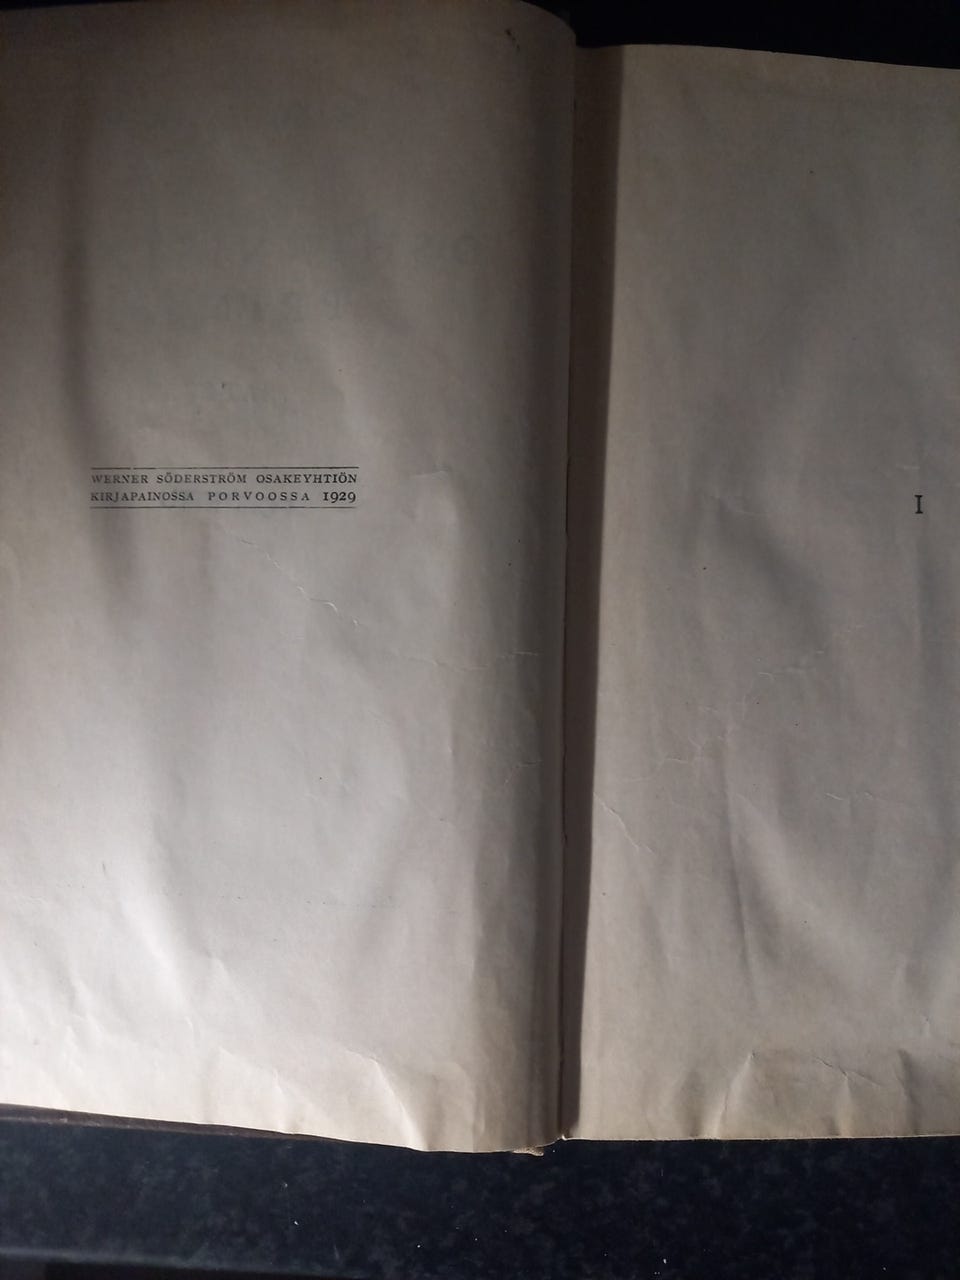 WERNER SÖDERSTRÖM OSAKEYHTIÖN
KIRJAPAINOSSA PORVOOSSA 1929
I